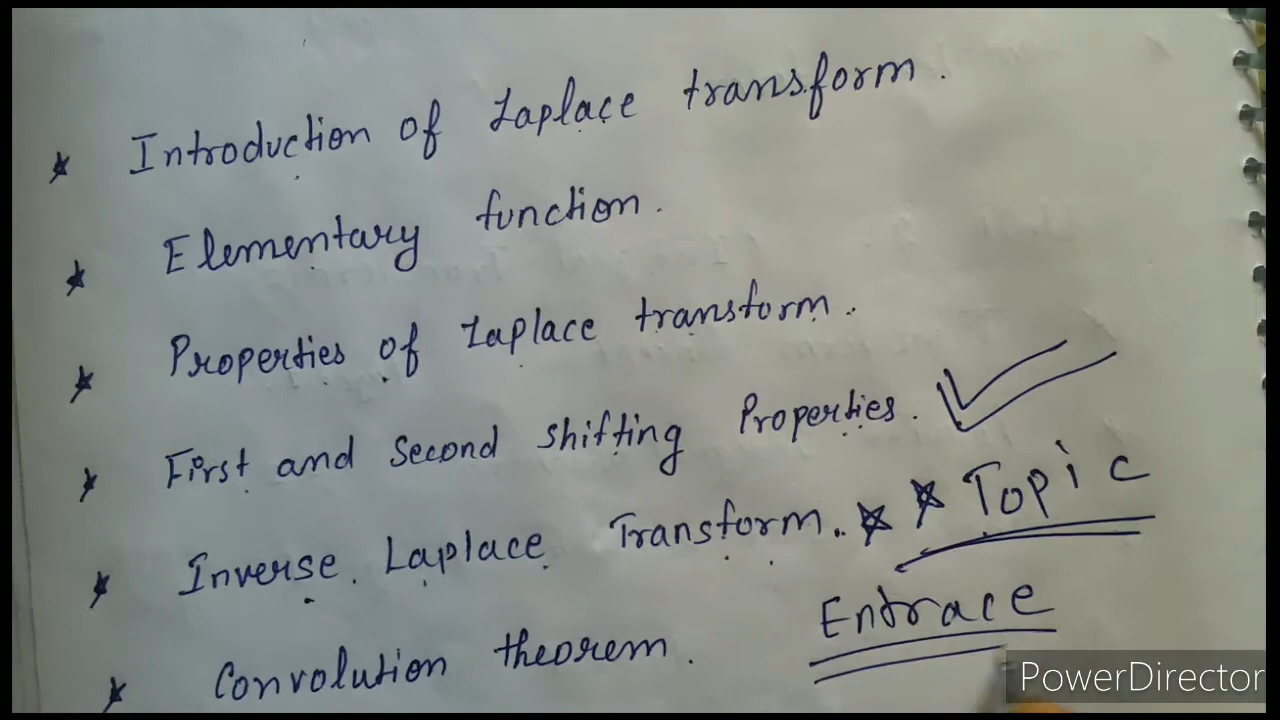 * Introduction of Laplace transform.
* Elementary function.
* Properties of Laplace transform.
* First and Second shifting Properties.
* Inverse Laplace Transform. ** Topic
Entrace
* Convolution theorem.
PowerDirector